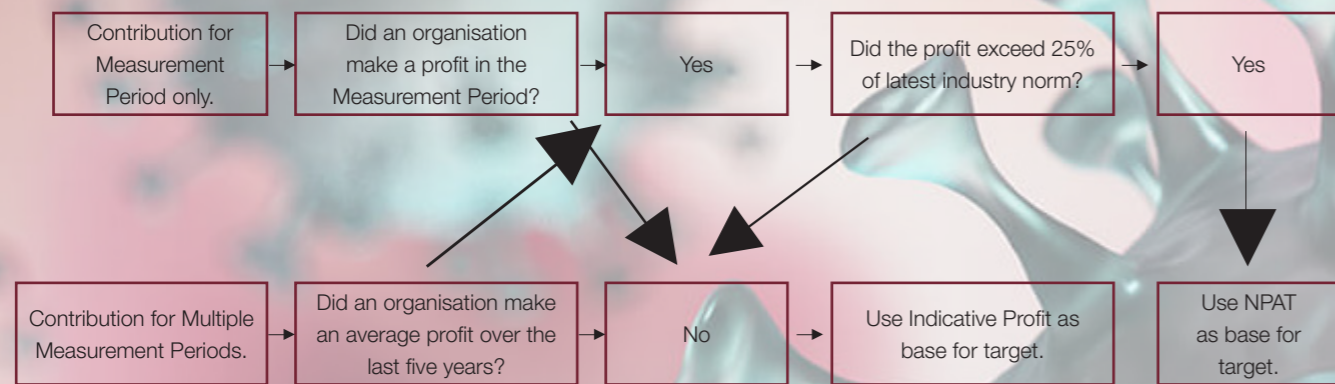 Contribution for
Measurement
Period only.
Did an organisation
make a profit in the
Measurement Period?
Yes
Did the profit exceed 25%
of latest industry norm?
Yes
Contribution for Multiple
Measurement Periods.
Did an organisation make
an average profit over the
last five years?
No
Use Indicative Profit as
base for target.
Use NPAT
as base for
target.